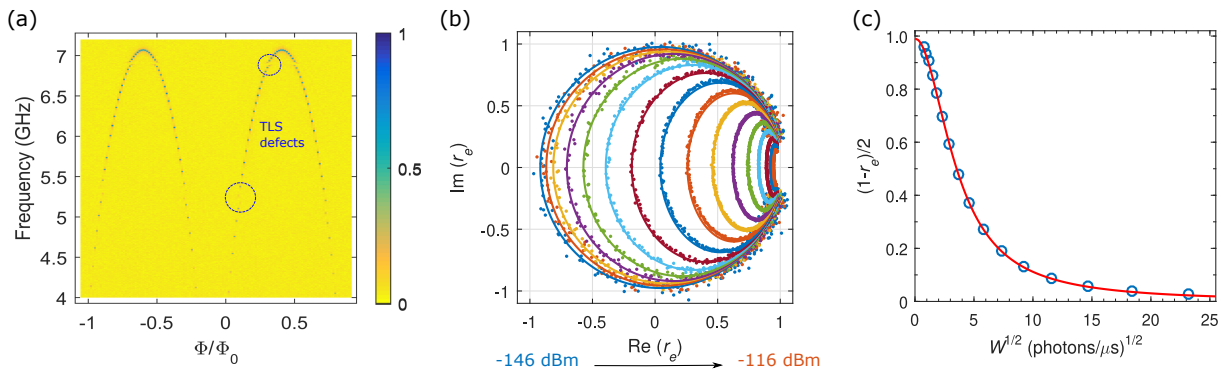 (a)
Frequency (GHz)
7
6.5
6
5.5
5
4.5
4
TLS
defects
-1
-0.5
0
0.5
Φ/Φ0
1
0.5
0
(b)
Im (re)
1
0.5
0
-0.5
-1
-1
-0.5
0
0.5
1
Re (re)
-146 dBm
-116 dBm
(c)
(1-re)/2
1.0
0.8
0.6
0.4
0.2
0
0
5
10
15
20
25
W1/2 (photons/μs)1/2